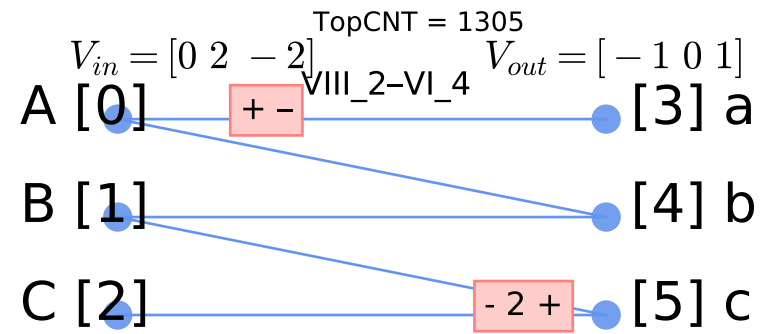 TopCNT = 1305
V_in = [0 2 − 2] V_out = [− 1 0 1]
VIII_2–VI_4
A [0] + – [3] a
B [1] [4] b
C [2] - 2 + [5] c